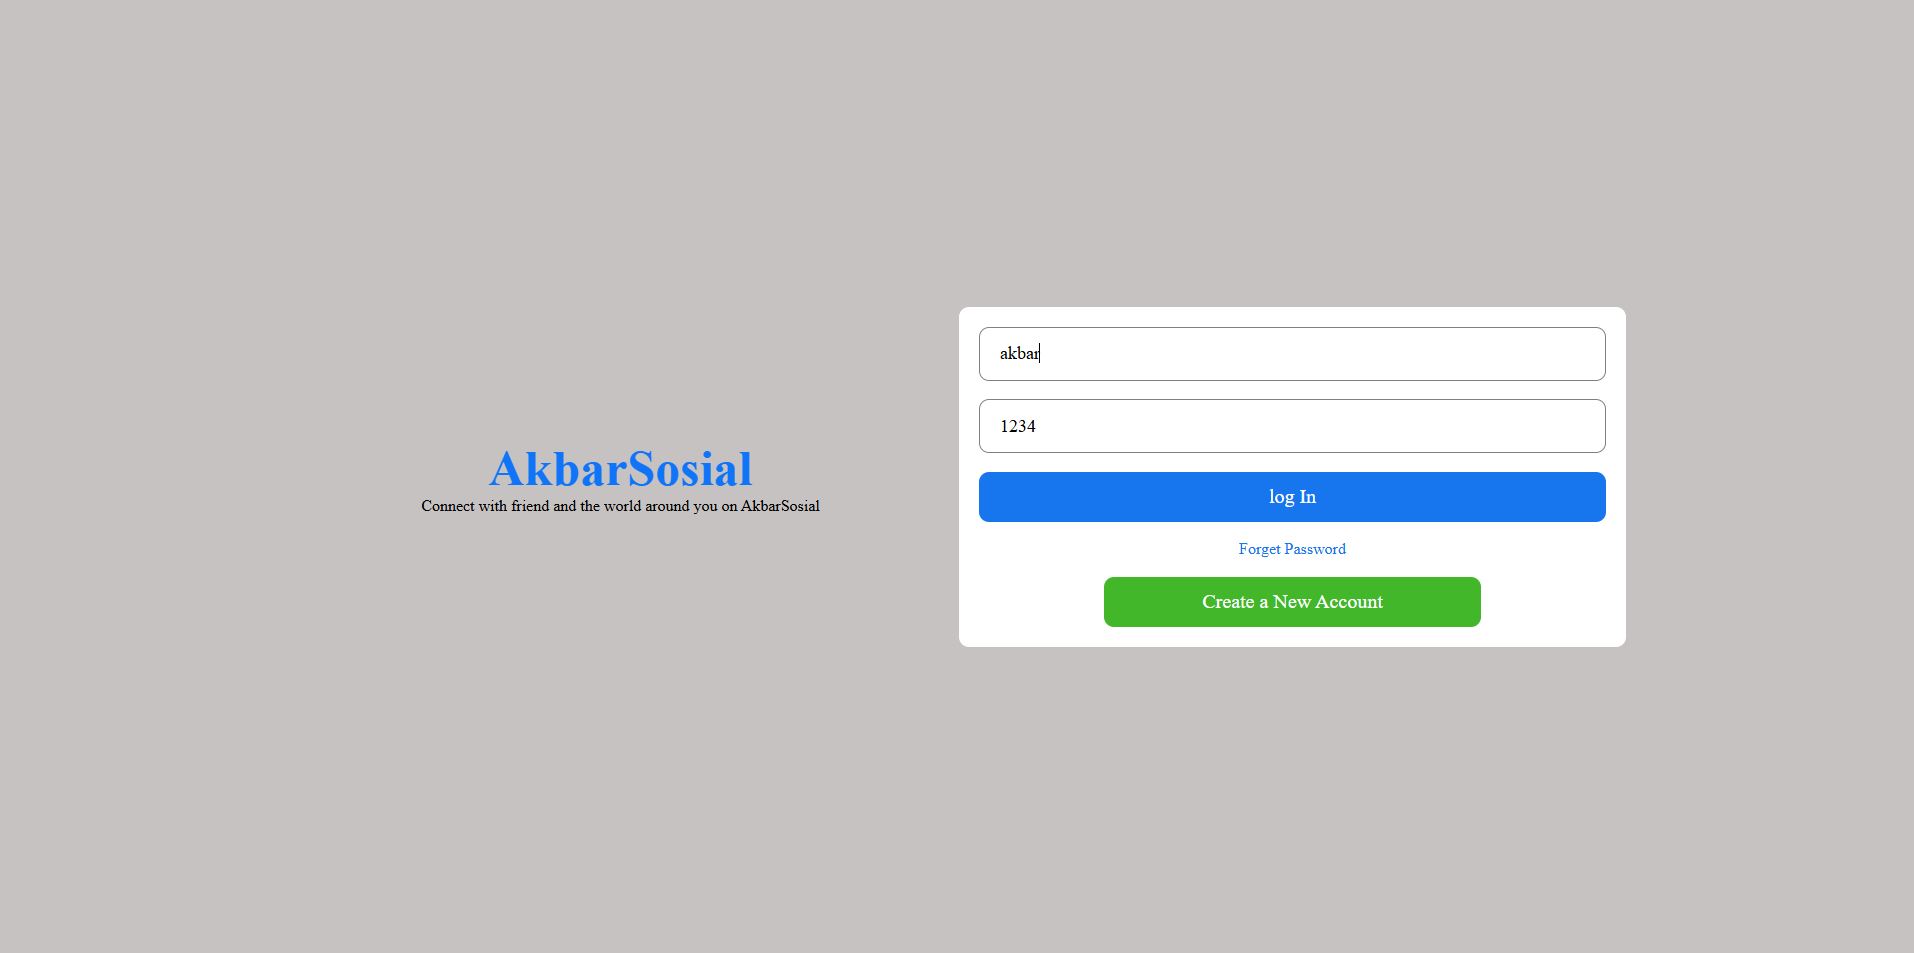 AkbarSosial
Connect with friend and the world around you on AkbarSosial
akbar
1234
log In
Forget Password
Create a New Account